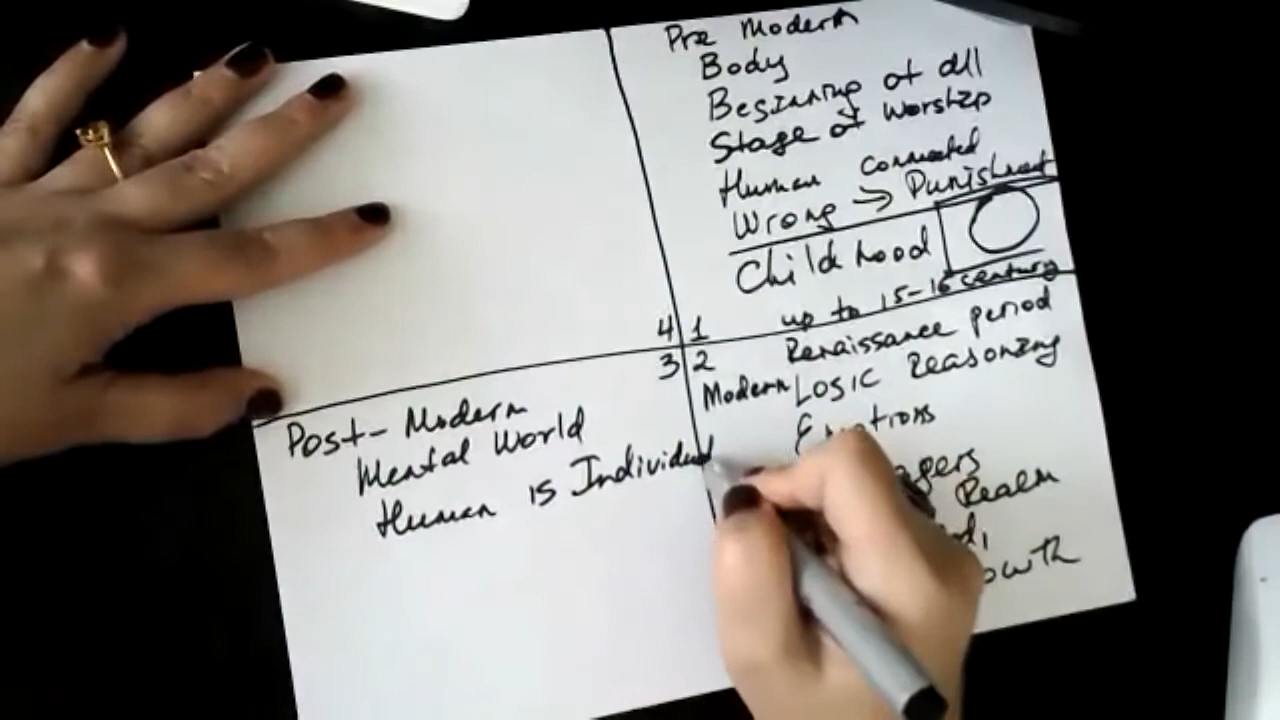 Pre Modern
Body
Beginning of all
Stage of Worship
Human connected
Wrong → Punishment
Childhood
up to 15-16 century
4 1
3 2
Renaissance period
Modern Logic Reasoning
Realm
Post-Modern
Mental World
Human is Individual